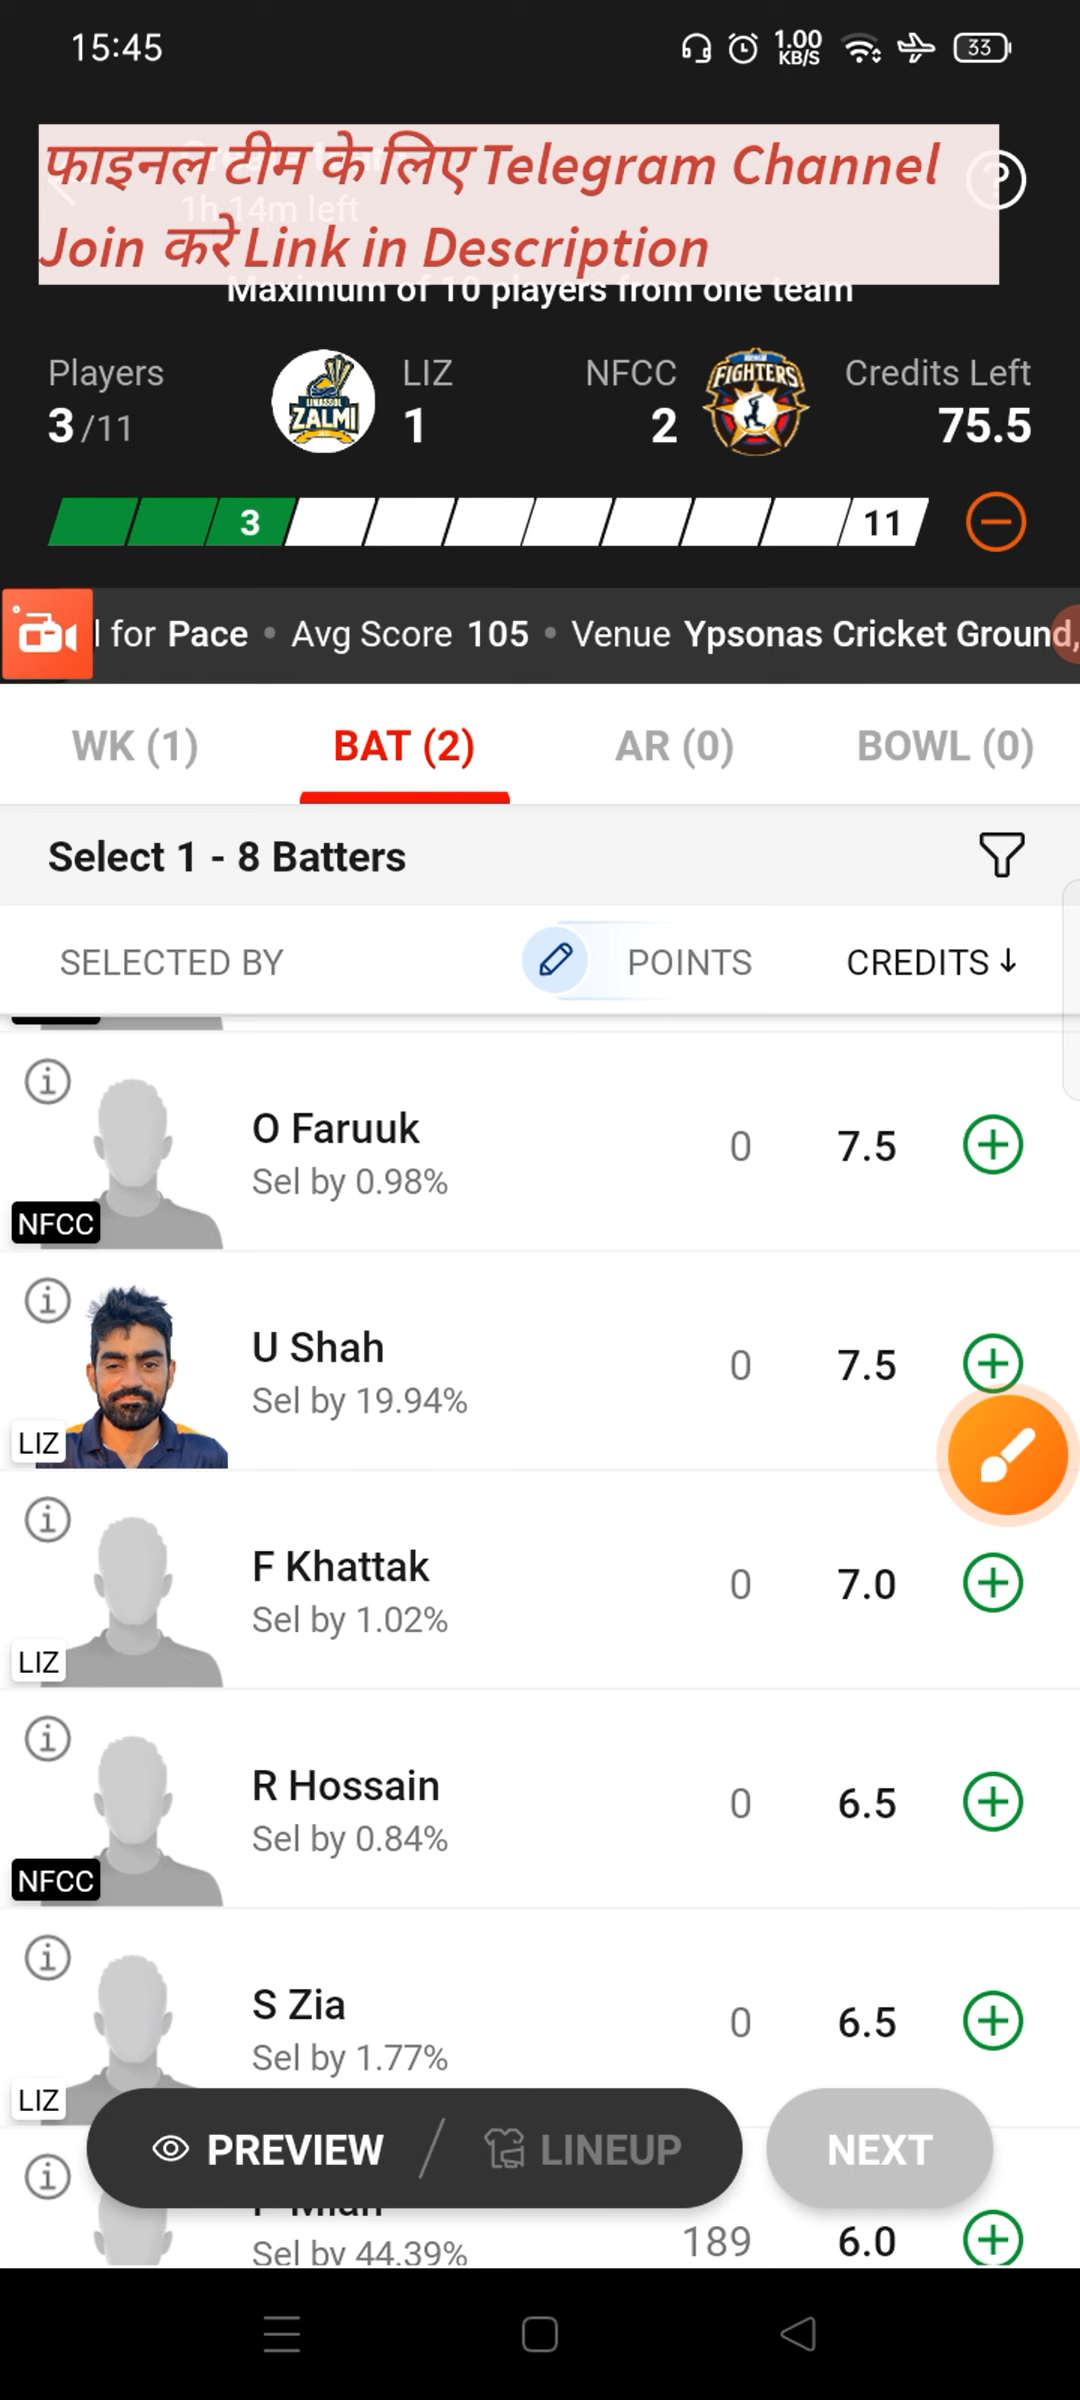 15:45
1.00
KB/S
33
फाइनल टीम के लिए Telegram Channel
1h 14m left
Join करे Link in Description
Maximum of 10 players from one team
Players
3/11
LIMASSOL
ZALMI
LIZ
1
NFCC
2
FIGHTERS
Credits Left
75.5
3
11
l for Pace • Avg Score 105 • Venue Ypsonas Cricket Ground,
WK (1)
BAT (2)
AR (0)
BOWL (0)
Select 1 - 8 Batters
SELECTED BY
POINTS
CREDITS ↓
O Faruuk
Sel by 0.98%
0
7.5
NFCC
U Shah
Sel by 19.94%
0
7.5
LIZ
F Khattak
Sel by 1.02%
0
7.0
LIZ
R Hossain
Sel by 0.84%
0
6.5
NFCC
S Zia
Sel by 1.77%
0
6.5
LIZ
PREVIEW
LINEUP
NEXT
Sel by 44.39%
189
6.0